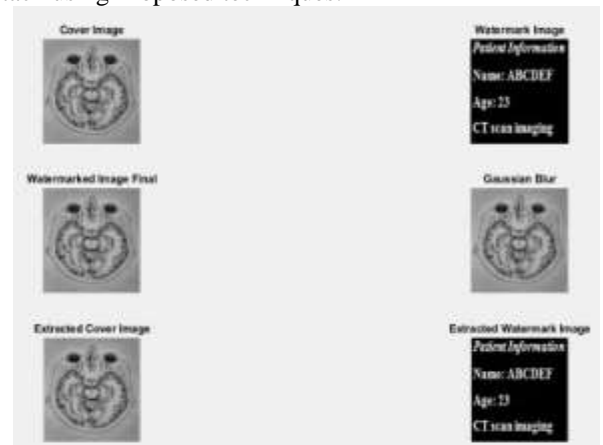 Cover Image
Watermark Image
Patient Information
Name: ABCDEF
Age: 23
CT scan imaging
Watermarked Image Final
Gaussian Blur
Extracted Cover Image
Extracted Watermark Image
Patient Information
Name: ABCDEF
Age: 23
CT scan imaging